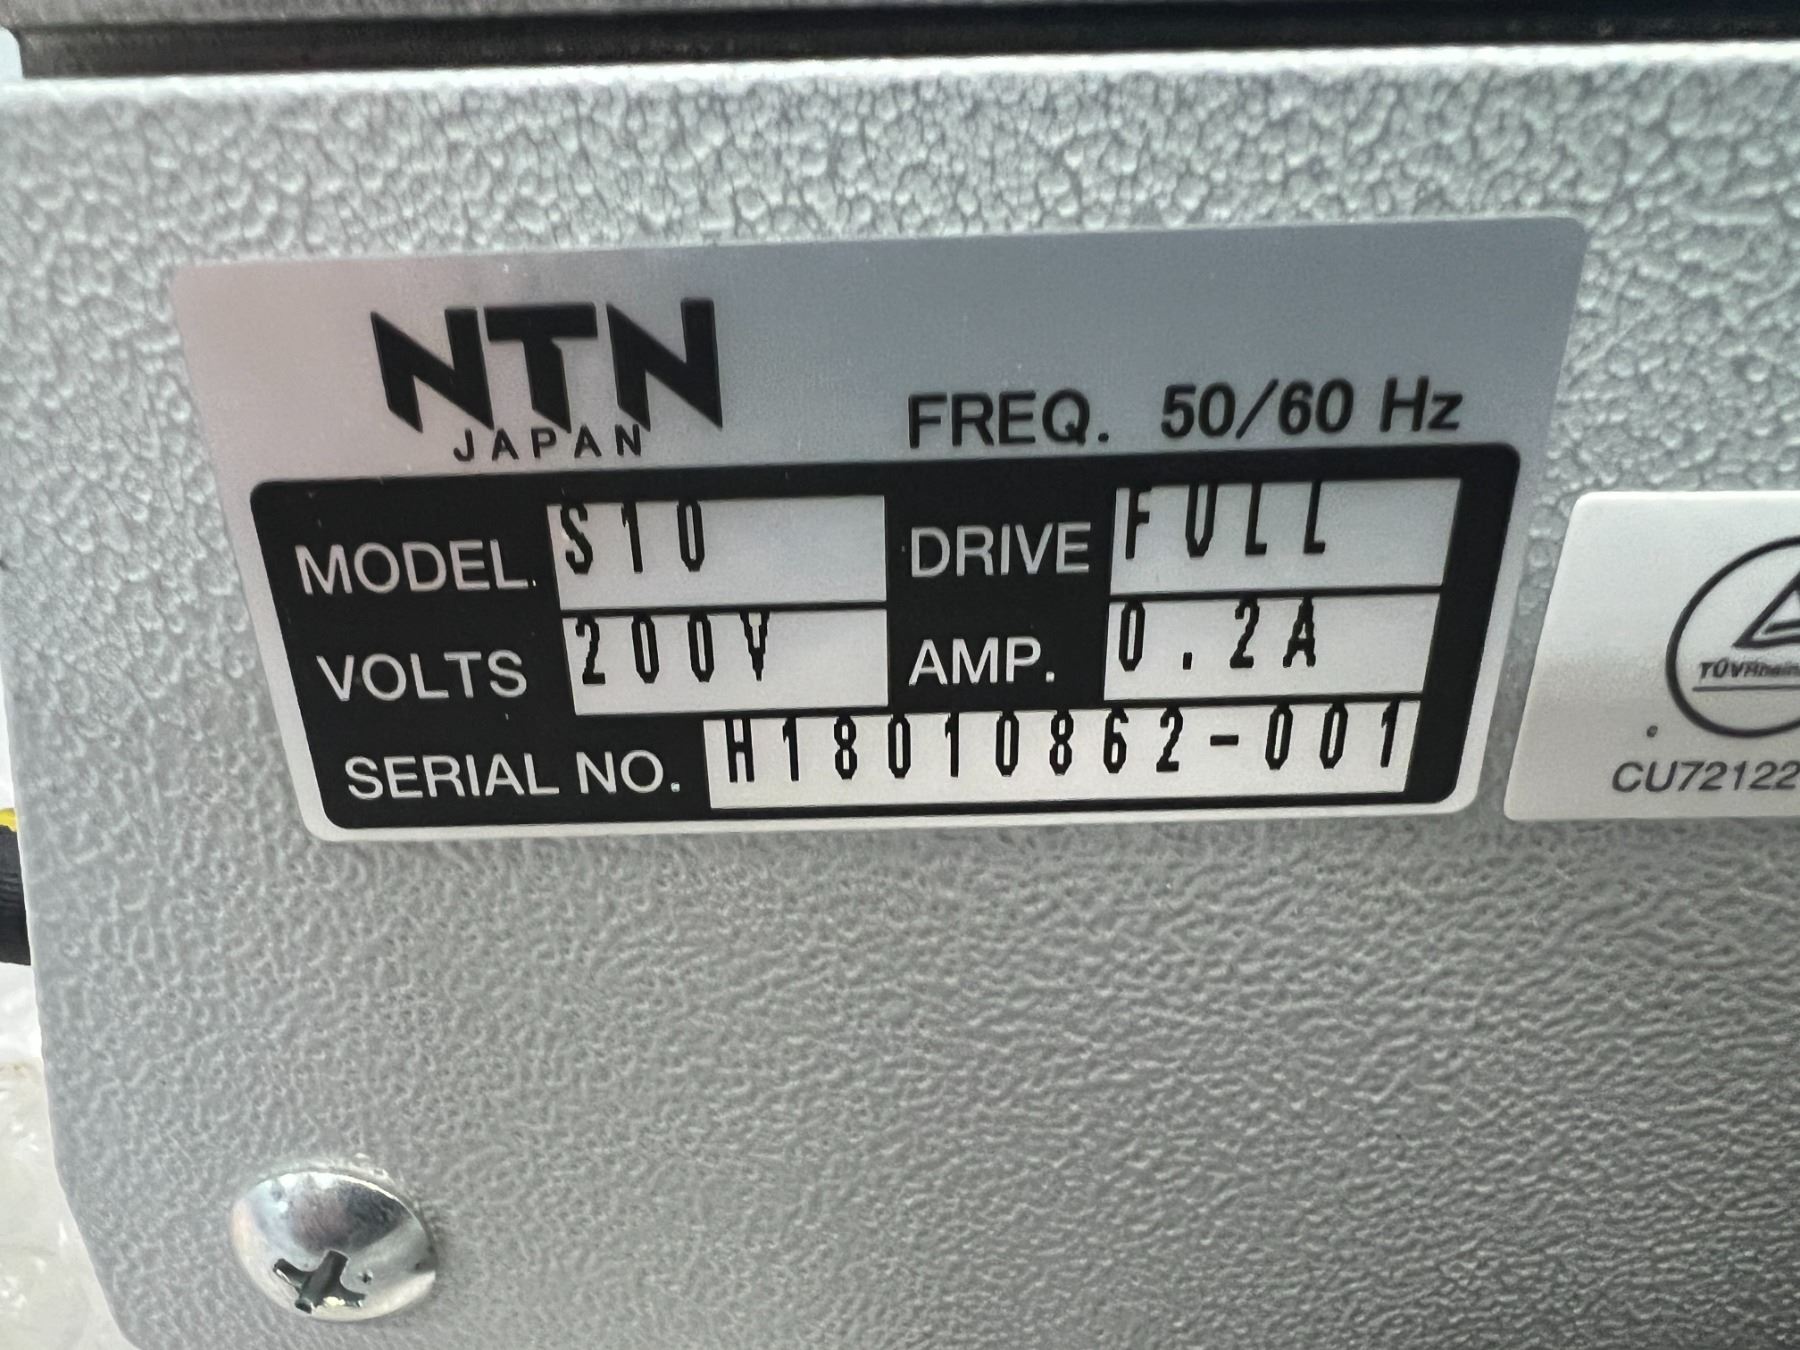 NTN
JAPAN
FREQ. 50/60 Hz
MODEL. S10 DRIVE FULL
VOLTS 200V AMP. 0.2A
SERIAL NO. H18010862-001
CU72122